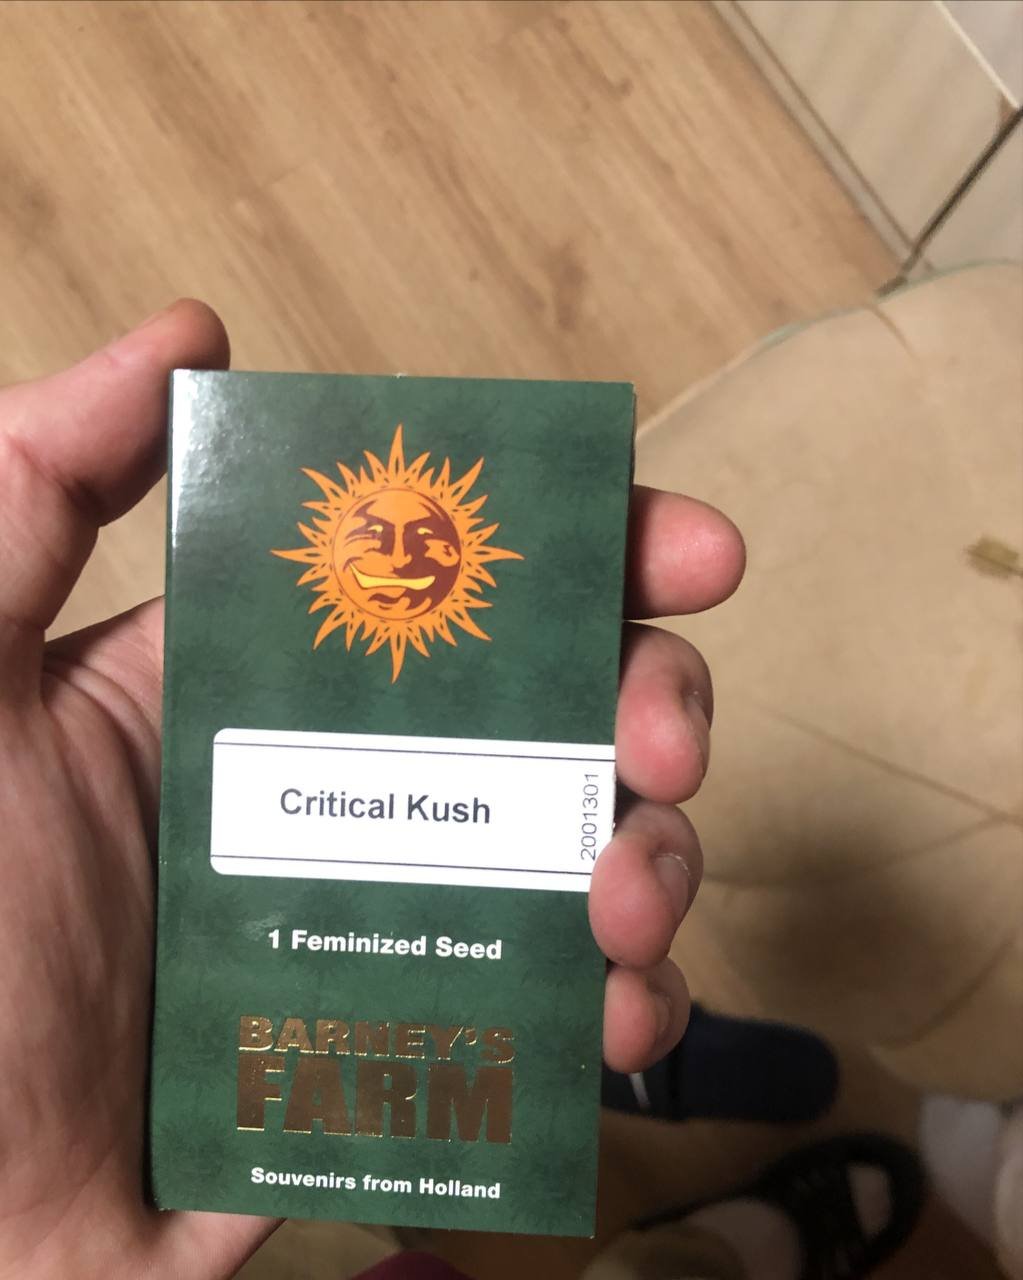 Critical Kush
2001301
1 Feminized Seed
BARNEY'S
FARM
Souvenirs from Holland